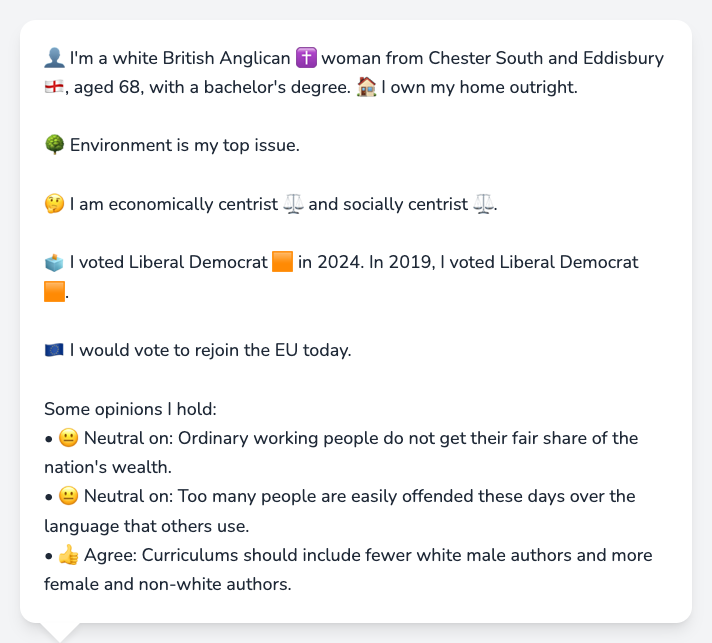 👤 I'm a white British Anglican ✝️ woman from Chester South and Eddisbury
🏴󠁧󠁢󠁥󠁮󠁧󠁿, aged 68, with a bachelor's degree. 🏠 I own my home outright.
🌳 Environment is my top issue.
🤔 I am economically centrist ⚖️ and socially centrist ⚖️.
🗳️ I voted Liberal Democrat 🟧 in 2024. In 2019, I voted Liberal Democrat
🟧.
🇪🇺 I would vote to rejoin the EU today.
Some opinions I hold:
• 😐 Neutral on: Ordinary working people do not get their fair share of the
nation's wealth.
• 😐 Neutral on: Too many people are easily offended these days over the
language that others use.
• 👍 Agree: Curriculums should include fewer white male authors and more
female and non-white authors.